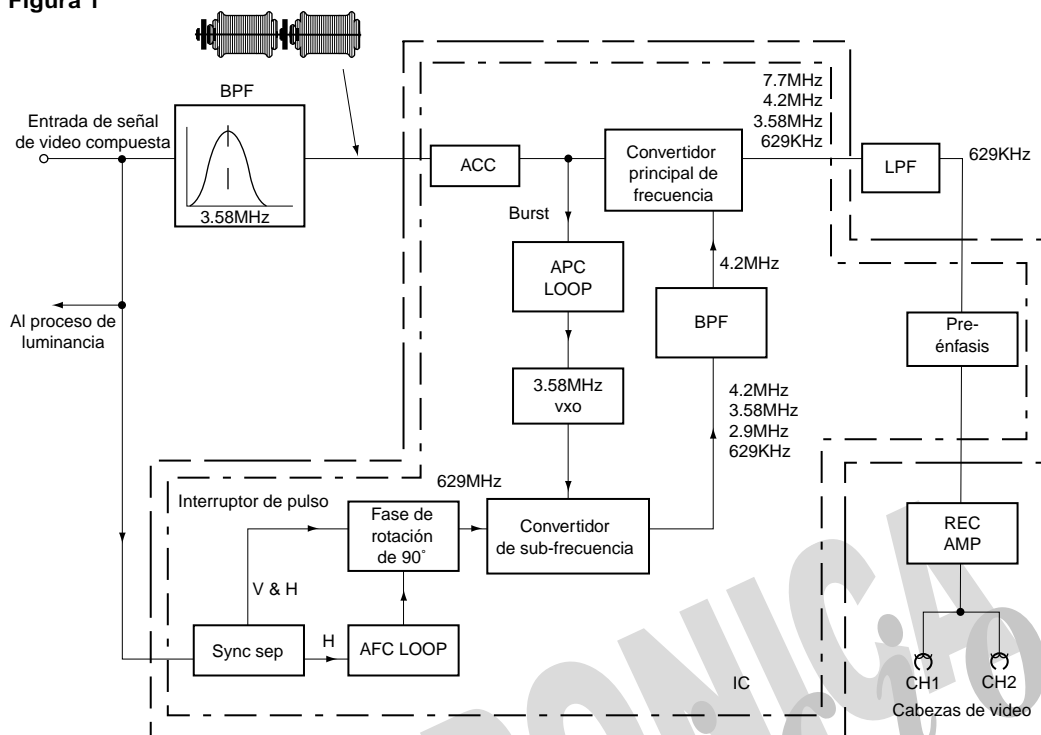 Figura 1
BPF
Entrada de señal
de video compuesta
3.58MHz
ACC
Convertidor
principal de
frecuencia
7.7MHz
4.2MHz
3.58MHz
629KHz
LPF
629KHz
Burst
APC
LOOP
4.2MHz
BPF
Pre-
énfasis
Al proceso de
luminancia
3.58MHz
vxo
4.2MHz
3.58MHz
2.9MHz
629KHz
629MHz
Interruptor de pulso
Fase de
rotación
de 90˚
Convertidor
de sub-frecuencia
REC
AMP
V & H
Sync sep
H
AFC LOOP
IC
CH1
CH2
Cabezas de video